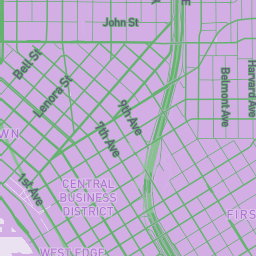 John St
Bell St
Lenora St
9th Ave
7th Ave
Belmont Ave
Harvard Ave
1st Ave
CENTRAL
BUSINESS
DISTRICT
FIRS
WEST EDGE